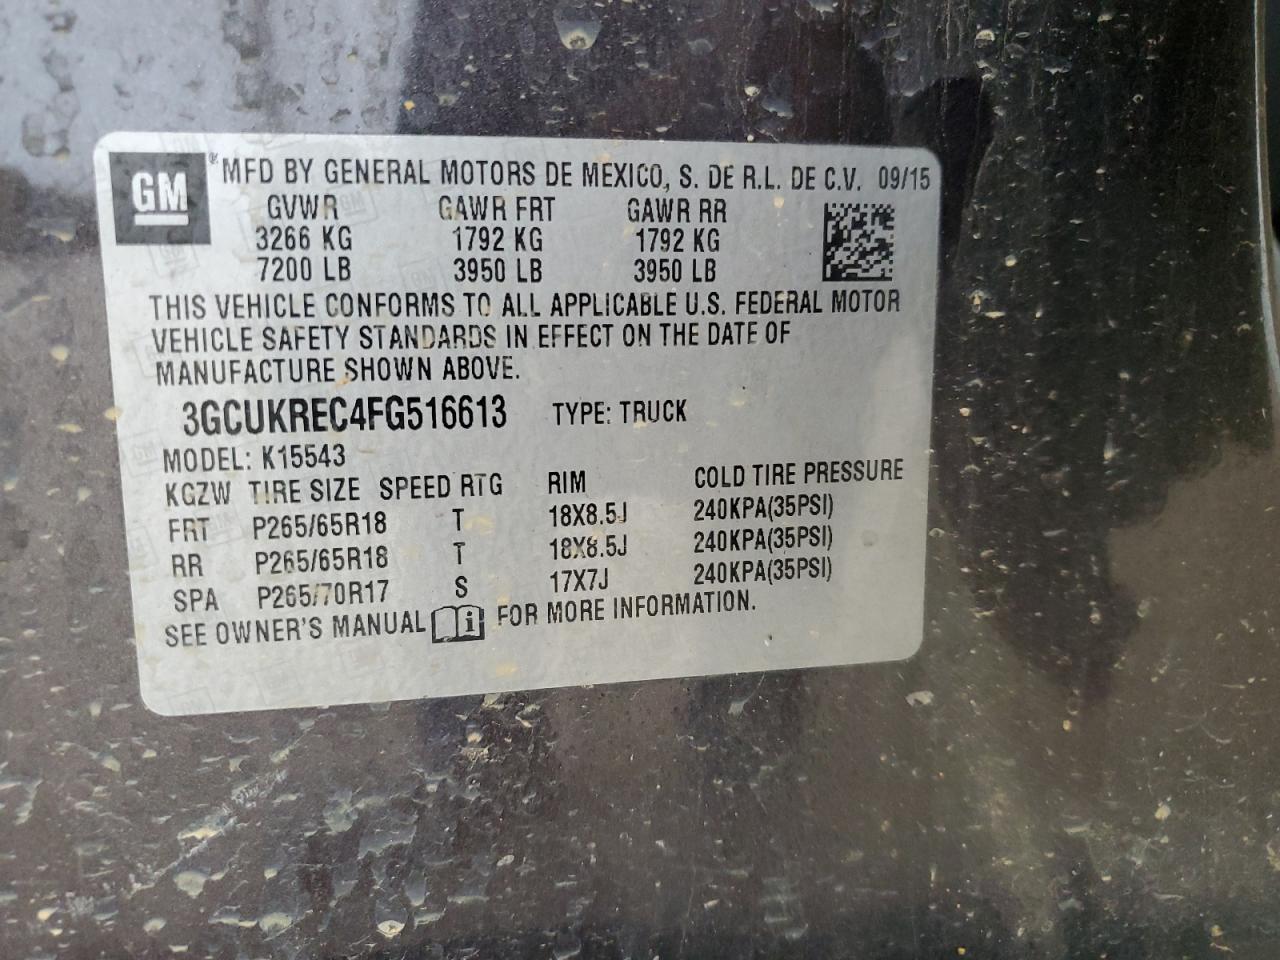 GM ® MFD BY GENERAL MOTORS DE MEXICO, S. DE R.L. DE C.V. 09/15
GVWR GAWR FRT GAWR RR
3266 KG 1792 KG 1792 KG
7200 LB 3950 LB 3950 LB
THIS VEHICLE CONFORMS TO ALL APPLICABLE U.S. FEDERAL MOTOR
VEHICLE SAFETY STANDARDS IN EFFECT ON THE DATE OF
MANUFACTURE SHOWN ABOVE.
3GCUKREC4FG516613 TYPE: TRUCK
MODEL: K15543
KGZW TIRE SIZE SPEED RTG RIM COLD TIRE PRESSURE
FRT P265/65R18 T 18X8.5J 240KPA(35PSI)
RR P265/65R18 T 18X8.5J 240KPA(35PSI)
SPA P265/70R17 S 17X7J 240KPA(35PSI)
SEE OWNER'S MANUAL i FOR MORE INFORMATION.